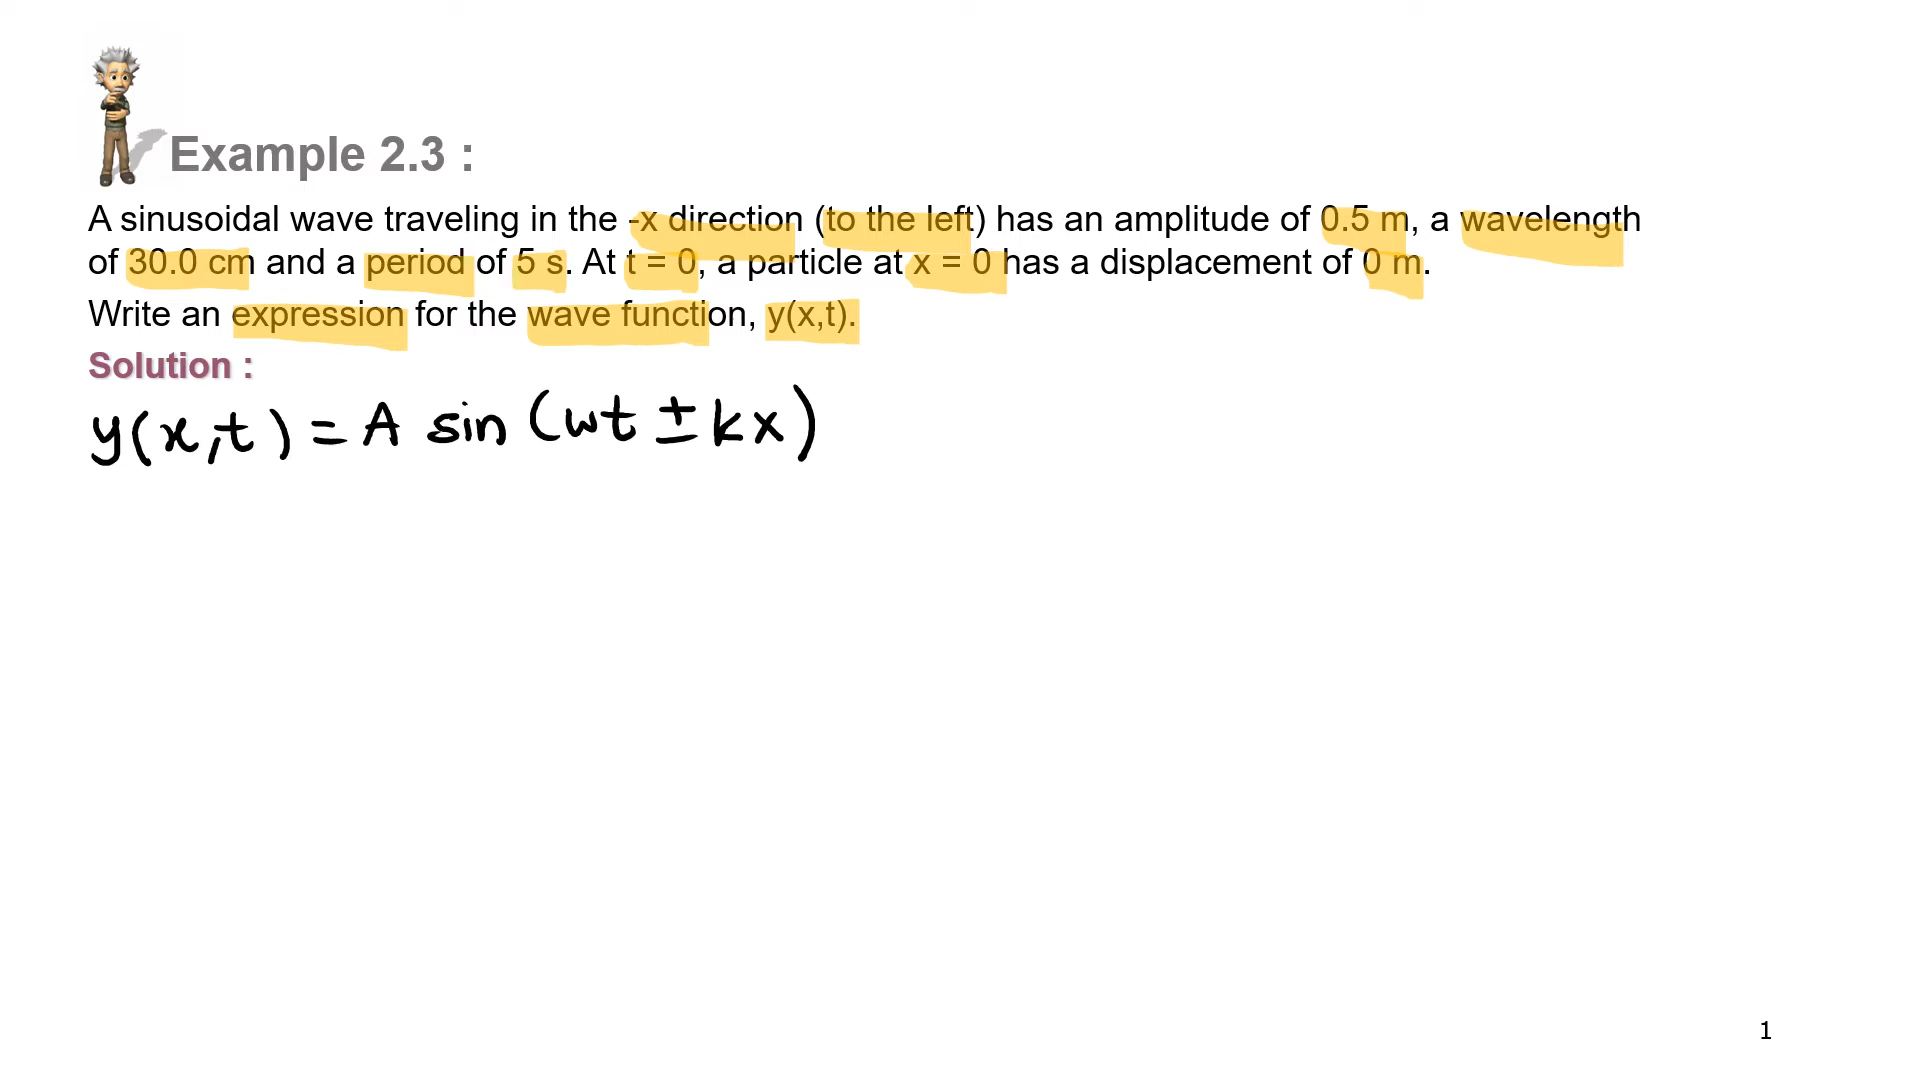 Example 2.3 :
A sinusoidal wave traveling in the -x direction (to the left) has an amplitude of 0.5 m, a wavelength
of 30.0 cm and a period of 5 s. At t = 0, a particle at x = 0 has a displacement of 0 m.
Write an expression for the wave function, y(x,t).
Solution :
y(x,t) = A sin (ωt ± kx)
1